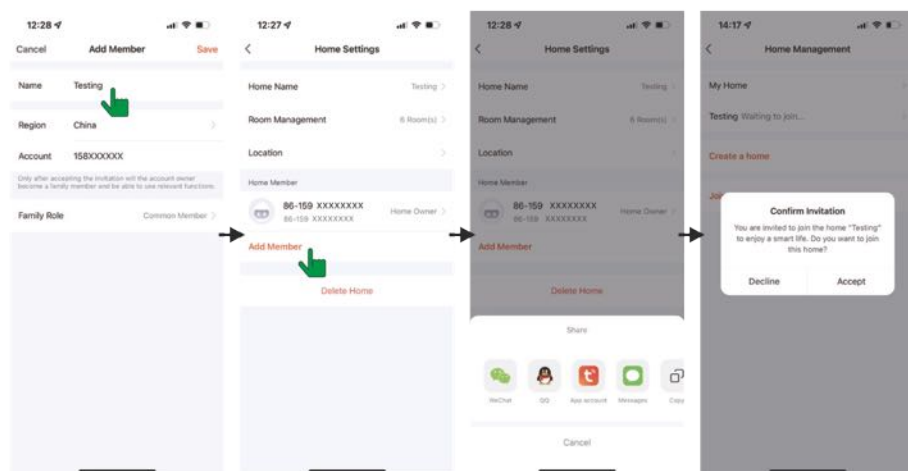 12:28
Cancel
Add Member
Save
Name
Testing
Region
China
Account
158XXXXXX
Only after accepting the invitation will the account owner
become a family member and be able to use relevant functions.
Family Role
Common Member
12:27
Home Settings
Home Name
Testing
Room Management
6 Room(s)
Location
Home Member
86-159 XXXXXXXX
86-159 XXXXXXXX
Home Owner
Add Member
Delete Home
12:28
Home Settings
Home Name
Testing
Room Management
6 Room(s)
Location
Home Member
86-159 XXXXXXXX
86-159 XXXXXXXX
Home Owner
Add Member
Delete Home
Share
WeChat
QQ
App account
Messages
Copy
Cancel
14:17
Home Management
My Home
Testing Waiting to join...
Create a home
Joi
Confirm Invitation
You are invited to join the home "Testing"
to enjoy a smart life. Do you want to join
this home?
Decline
Accept